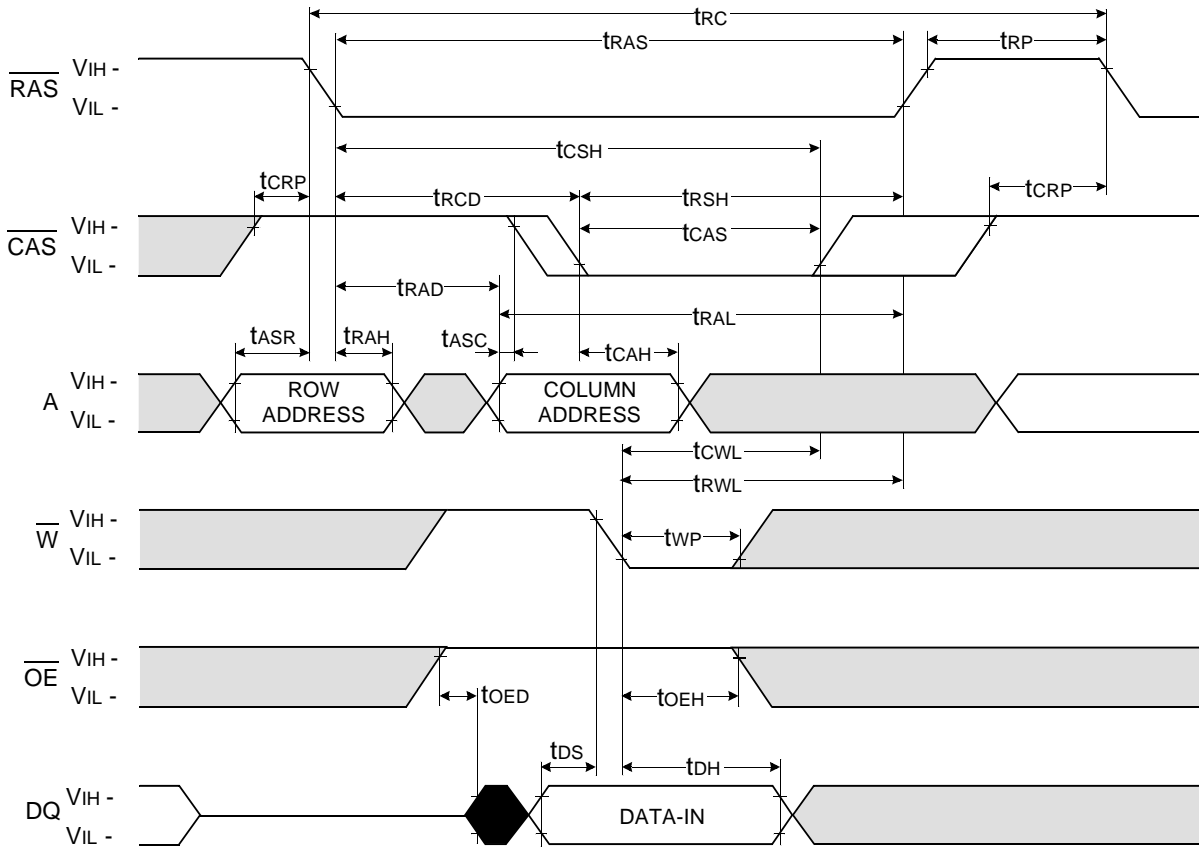 tRC
tRAS
tRP
RAS
VIH -
VIL -
tCSH
tCRP
tRCD
tRSH
tCRP
CAS
VIH -
VIL -
tCAS
tRAD
tRAL
tASR
tRAH
tASC
tCAH
A
VIH -
VIL -
ROW
ADDRESS
COLUMN
ADDRESS
tCWL
tRWL
W
VIH -
VIL -
tWP
OE
VIH -
VIL -
tOED
tOEH
tDS
tDH
DQ
VIH -
VIL -
DATA-IN